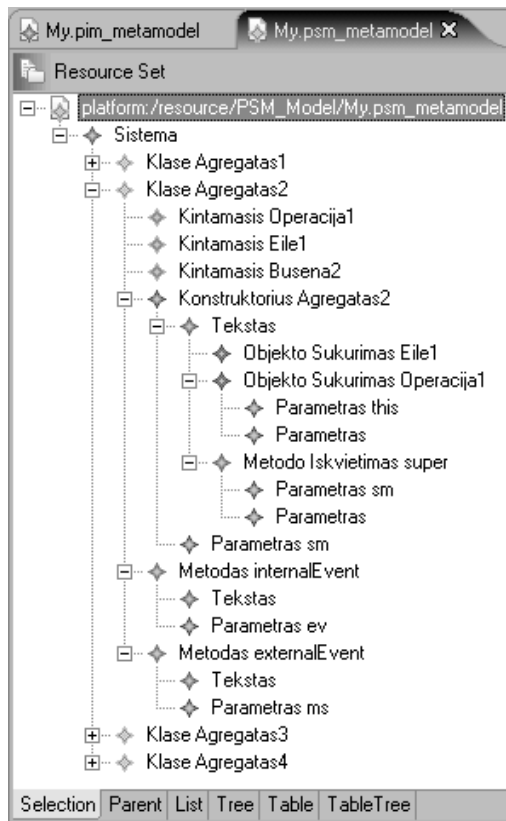 My.pim_metamodel My.psm_metamodel
Resource Set
platform:/resource/PSM_Model/My.psm_metamodel
Sistema
Klase Agregatas1
Klase Agregatas2
Kintamasis Operacija1
Kintamasis Eile1
Kintamasis Busena2
Konstruktorius Agregatas2
Tekstas
Objekto Sukurimas Eile1
Objekto Sukurimas Operacija1
Parametras this
Parametras
Metodo Iskvietimas super
Parametras sm
Parametras
Parametras sm
Metodas internalEvent
Tekstas
Parametras ev
Metodas externalEvent
Tekstas
Parametras ms
Klase Agregatas3
Klase Agregatas4
Selection Parent List Tree Table TableTree